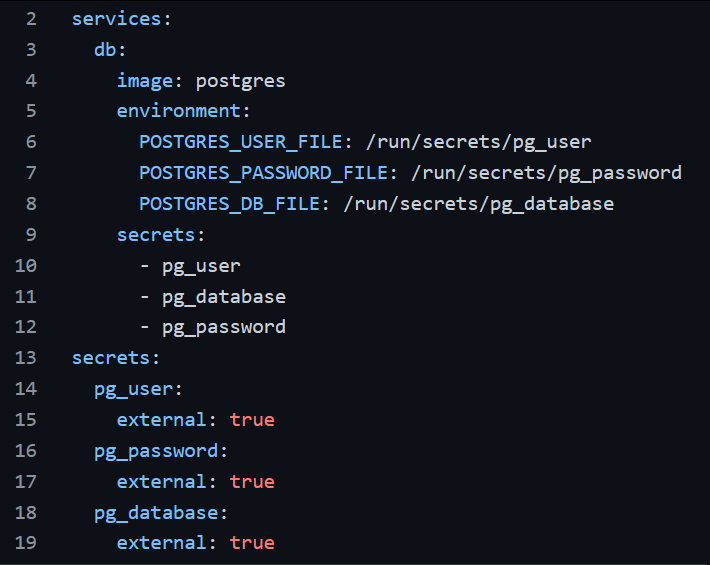 2 services:
3   db:
4     image: postgres
5     environment:
6       POSTGRES_USER_FILE: /run/secrets/pg_user
7       POSTGRES_PASSWORD_FILE: /run/secrets/pg_password
8       POSTGRES_DB_FILE: /run/secrets/pg_database
9     secrets:
10       - pg_user
11       - pg_database
12       - pg_password
13 secrets:
14   pg_user:
15     external: true
16   pg_password:
17     external: true
18   pg_database:
19     external: true